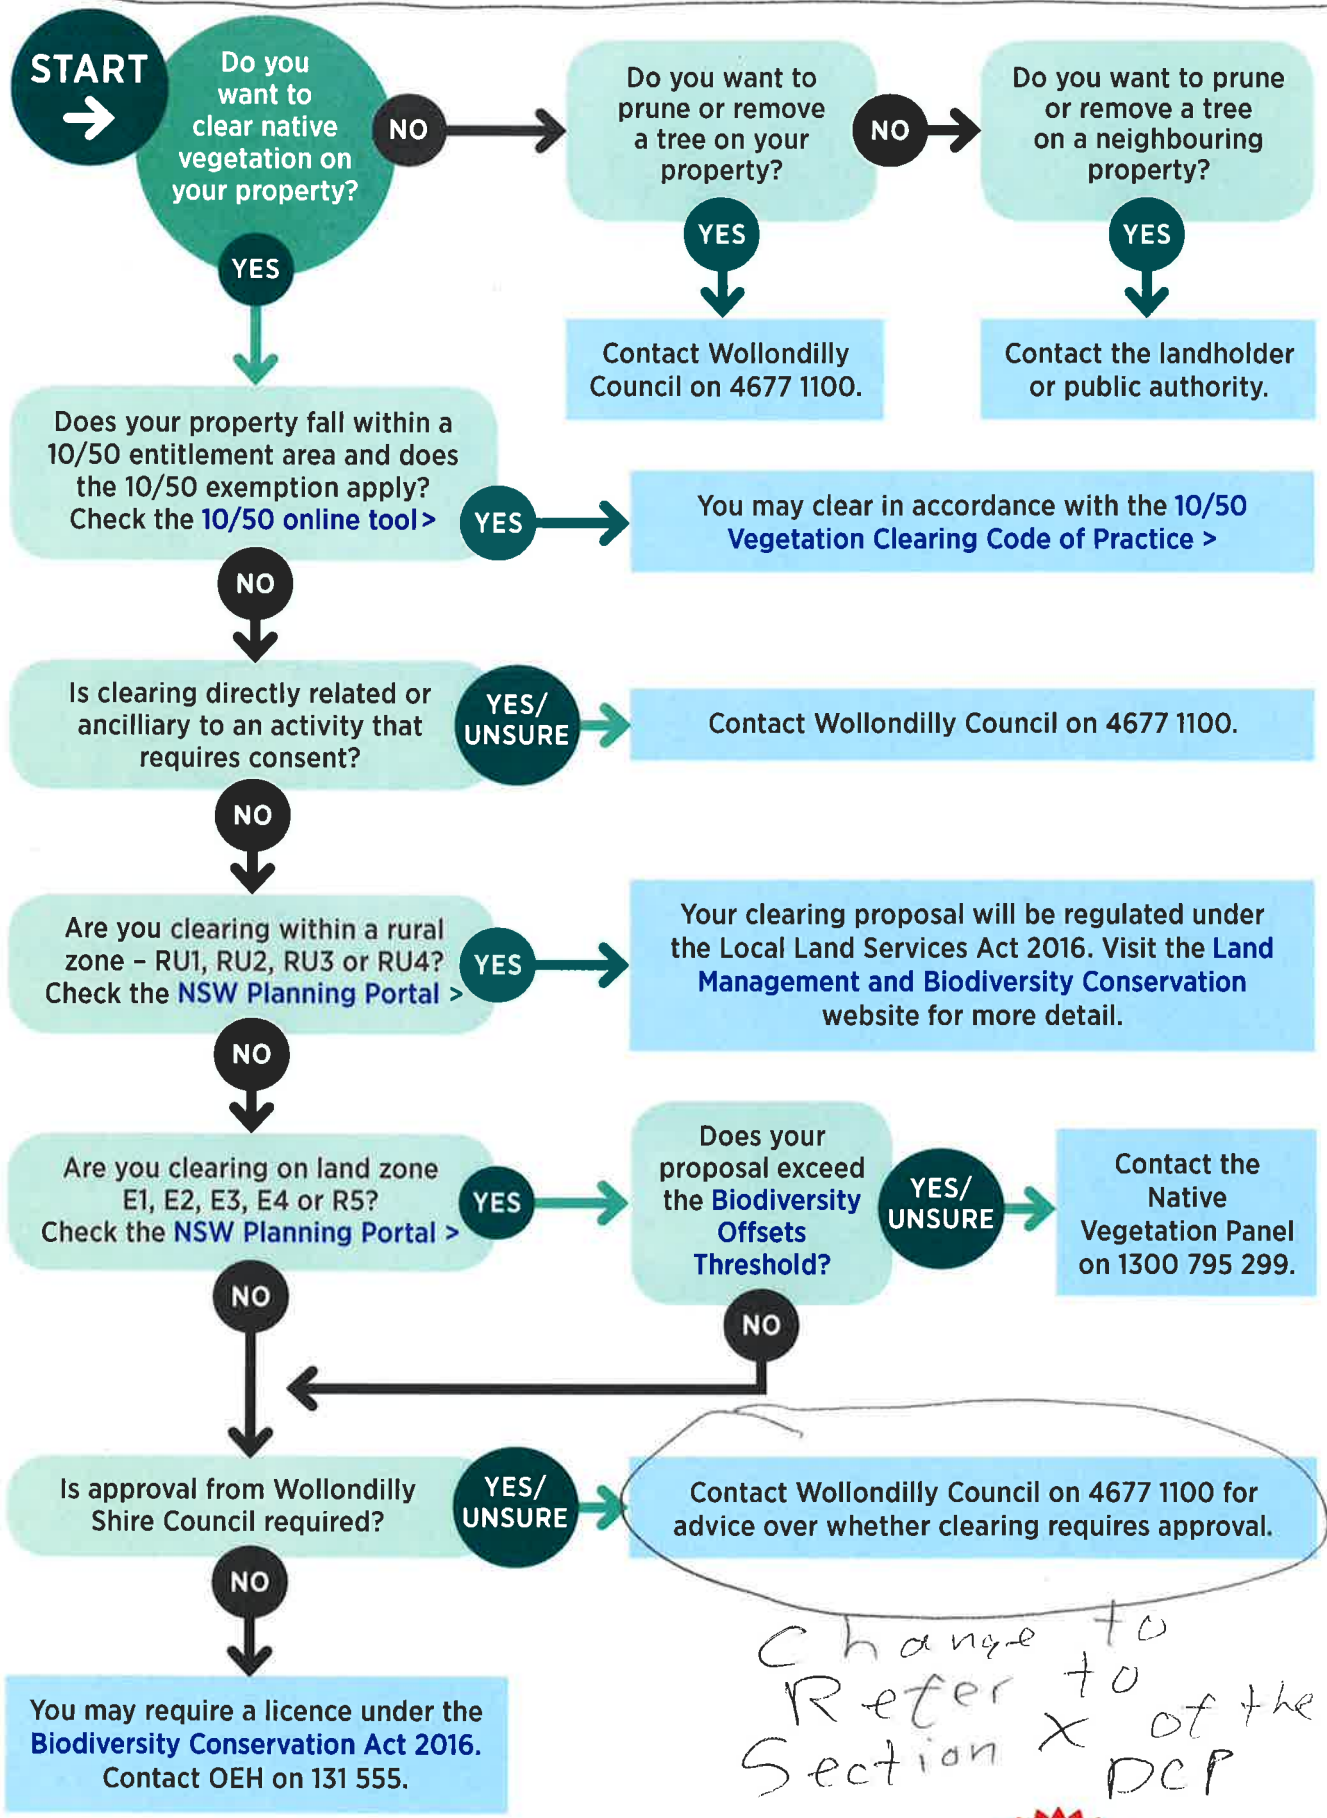 START
Do you
want to
clear native
vegetation on
your property?
NO
Do you want to
prune or remove
a tree on your
property?
NO
Do you want to prune
or remove a tree
on a neighbouring
property?
YES
YES
YES
Contact Wollondilly
Council on 4677 1100.
Contact the landholder
or public authority.
Does your property fall within a
10/50 entitlement area and does
the 10/50 exemption apply?
Check the 10/50 online tool >
YES
You may clear in accordance with the 10/50
Vegetation Clearing Code of Practice >
NO
Is clearing directly related or
ancilliary to an activity that
requires consent?
YES/
UNSURE
Contact Wollondilly Council on 4677 1100.
NO
Are you clearing within a rural
zone – RU1, RU2, RU3 or RU4?
Check the NSW Planning Portal >
YES
Your clearing proposal will be regulated under
the Local Land Services Act 2016. Visit the Land
Management and Biodiversity Conservation
website for more detail.
NO
Are you clearing on land zone
E1, E2, E3, E4 or R5?
Check the NSW Planning Portal >
YES
Does your
proposal exceed
the Biodiversity
Offsets
Threshold?
YES/
UNSURE
Contact the
Native
Vegetation Panel
on 1300 795 299.
NO
NO
Is approval from Wollondilly
Shire Council required?
YES/
UNSURE
Contact Wollondilly Council on 4677 1100 for
advice over whether clearing requires approval.
NO
You may require a licence under the
Biodiversity Conservation Act 2016.
Contact OEH on 131 555.
Change to
Refer to
Section X of the
DCP